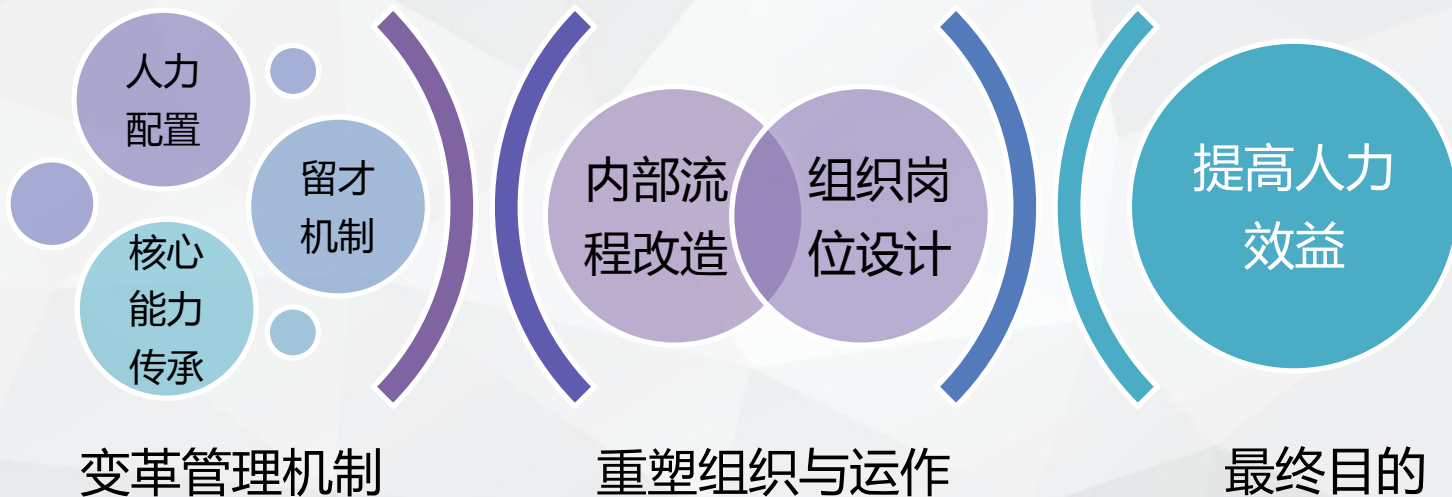 人力
配置
留才
机制
核心
能力
传承
内部流
程改造
组织岗
位设计
提高人力
效益
变革管理机制
重塑组织与运作
最终目的